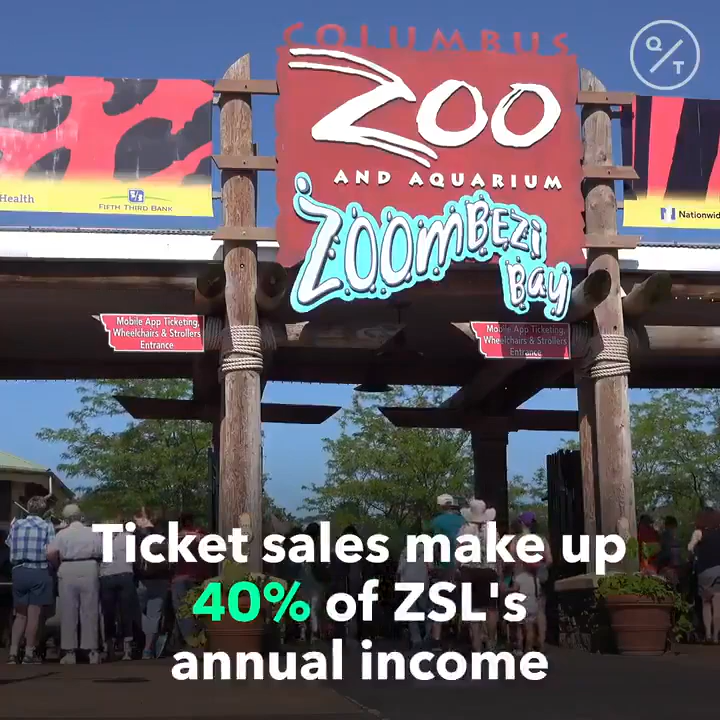 COLUMBUS
ZOO
AND AQUARIUM
ZOOMBEZI
BAY
Q/T
Health
FIFTH THIRD BANK
Nationwid
Mobile App Ticketing,
Wheelchairs & Strollers
Entrance
Mobile App Ticketing,
Wheelchairs & Strollers
Entrance
Ticket sales make up
40% of ZSL's
annual income